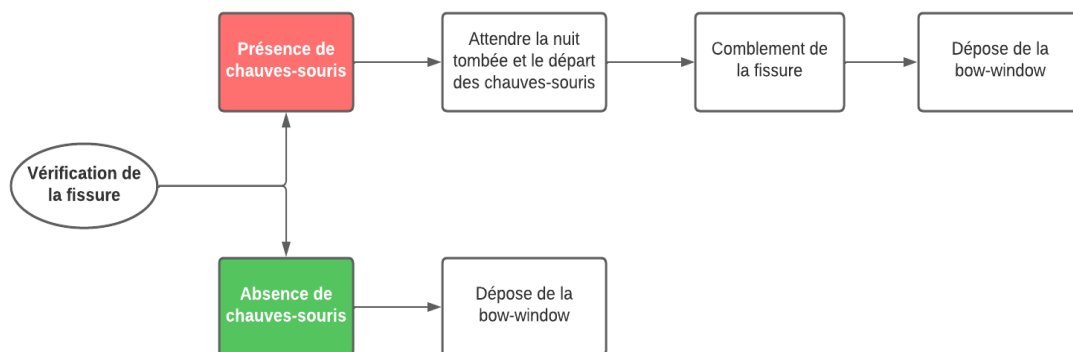 Présence de
chauves-souris
Attendre la nuit
tombée et le départ
des chauves-souris
Comblement de
la fissure
Dépose de la
bow-window
Vérification de
la fissure
Absence de
chauves-souris
Dépose de la
bow-window